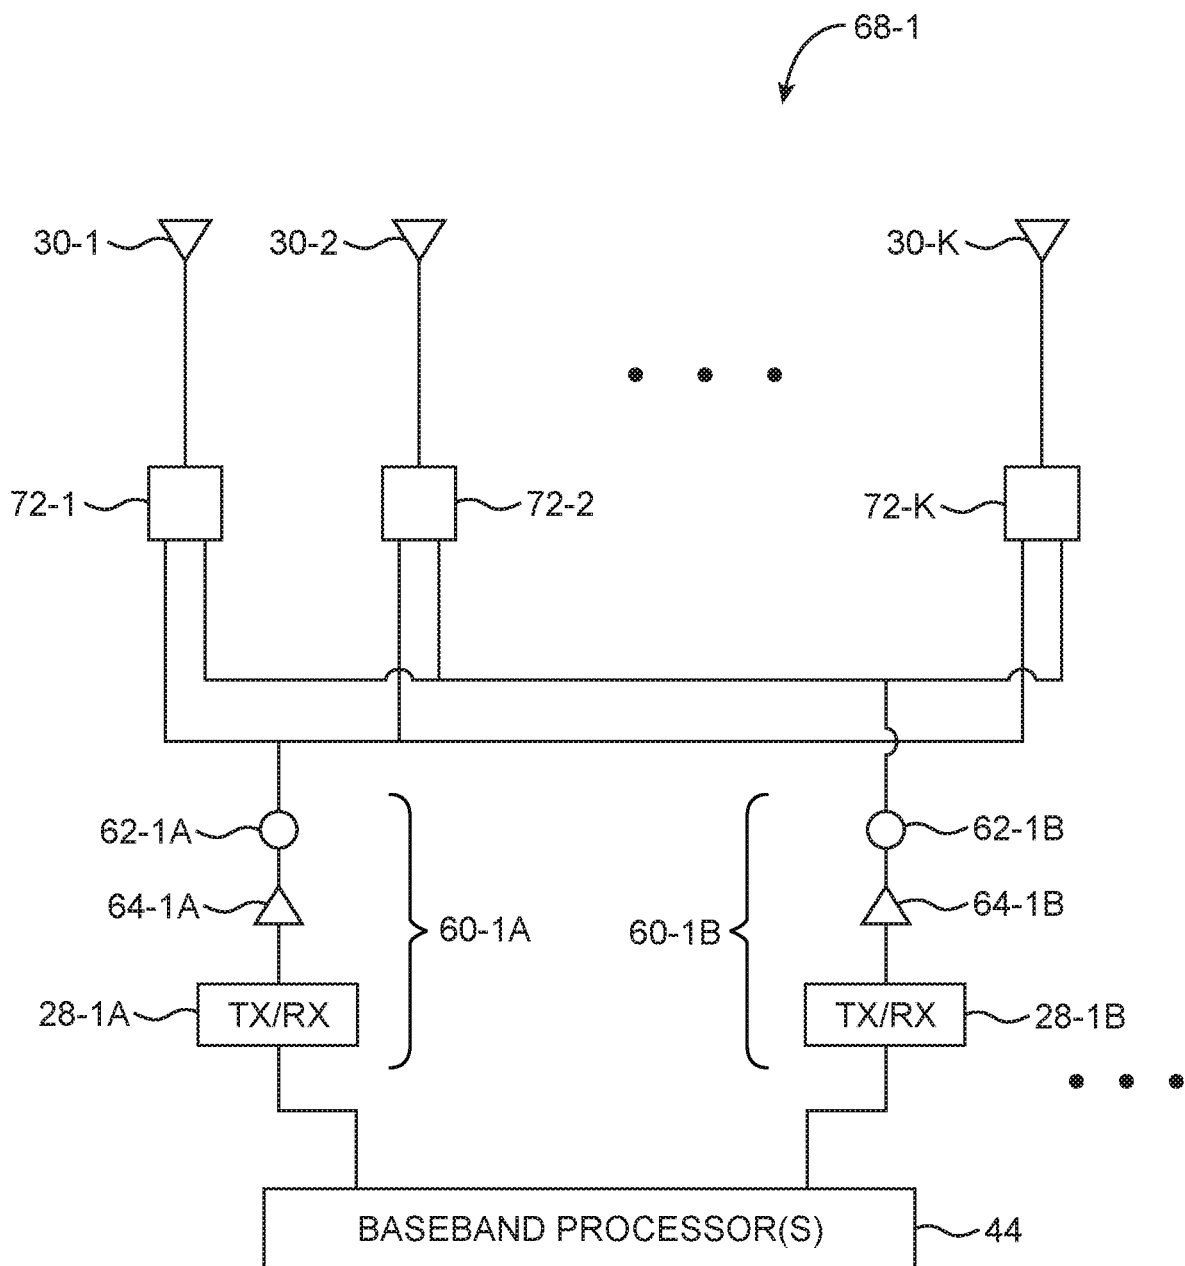 68-1
30-1
30-2
30-K
72-1
72-2
72-K
62-1A
62-1B
64-1A
64-1B
60-1A
60-1B
28-1A
TX/RX
TX/RX
28-1B
BASEBAND PROCESSOR(S)
44